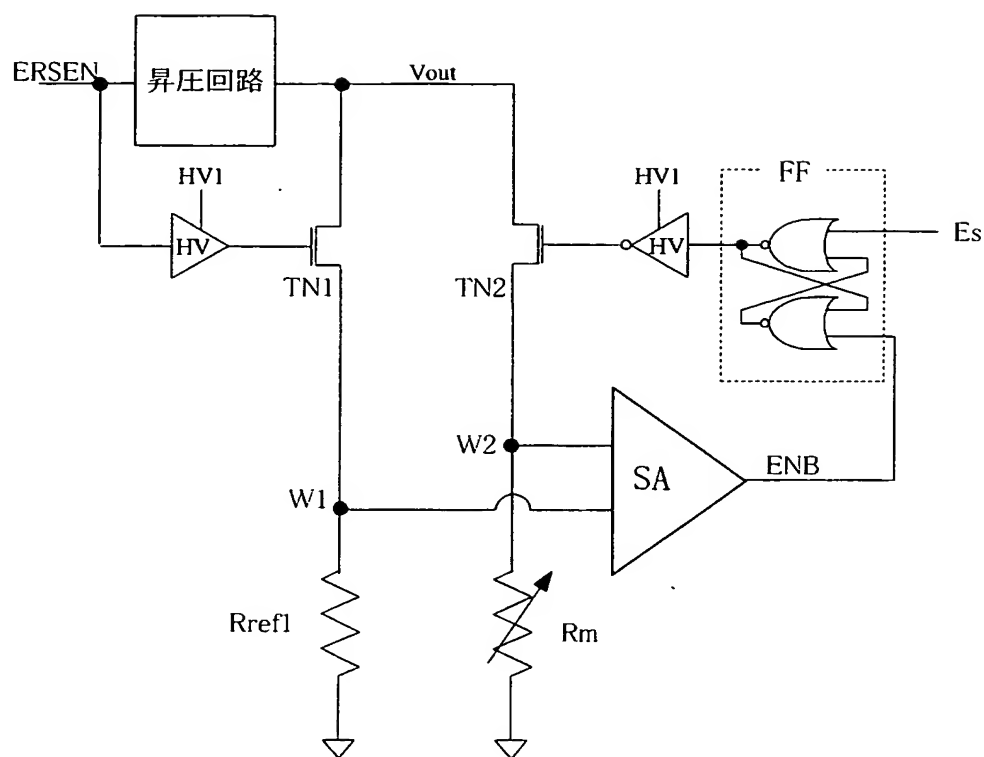 ERSEN
昇圧回路
Vout
HV1
HV
TN1
HV1
HV
TN2
FF
Es
W2
W1
SA
ENB
Rref1
Rm